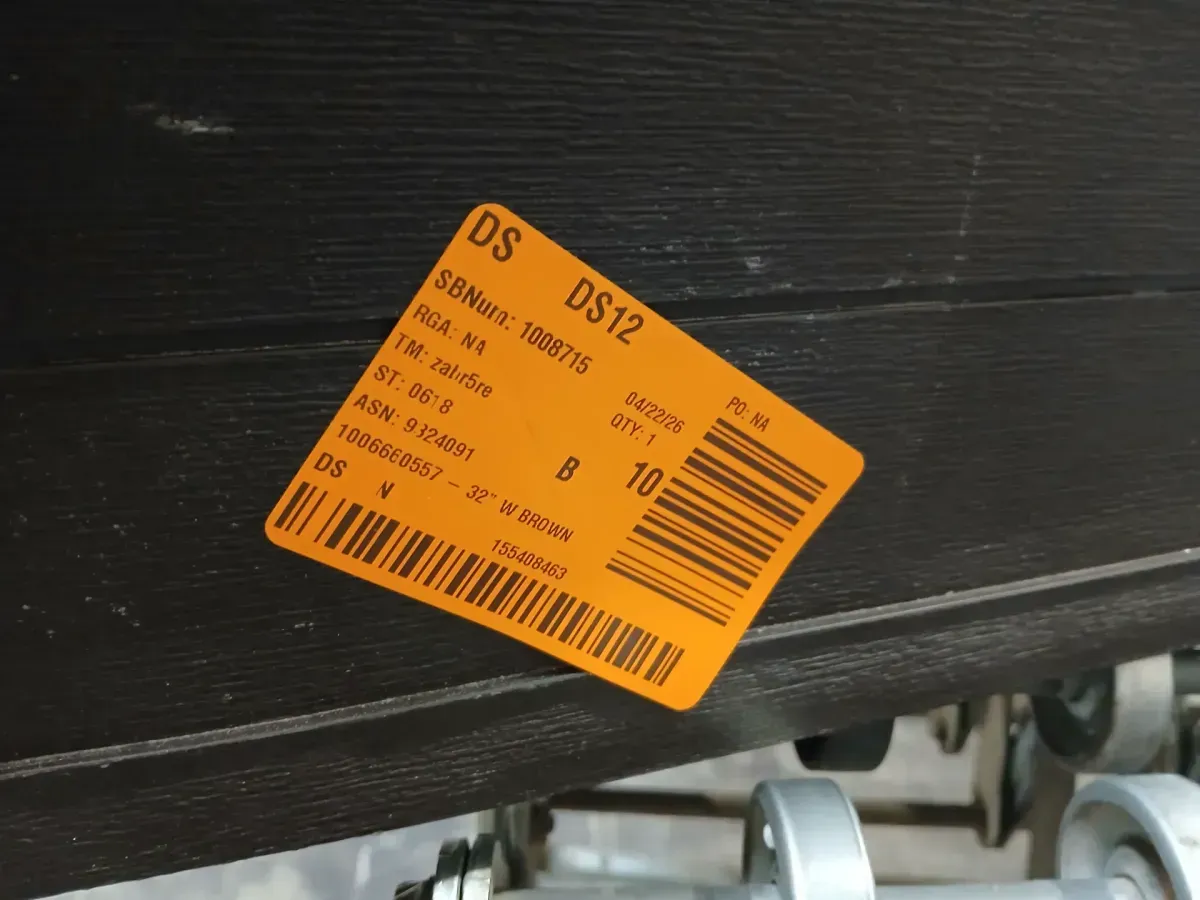 DS
DS12
SBNum: 1008715
RGA: NA
TM: zahr5re
ST: 0618
ASN: 9324091
1006660557 – 32" W BROWN
DS N
155408463
04/22/26
QTY: 1
B 10
PO: NA